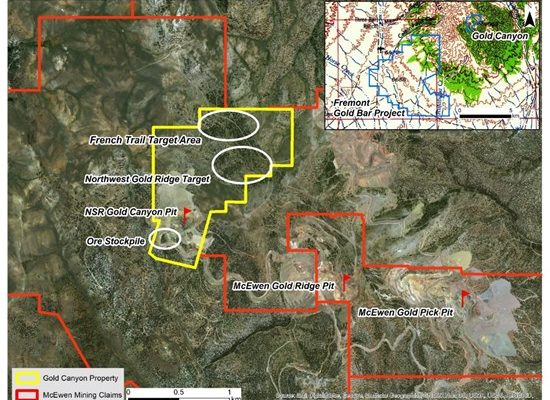 Gold Canyon
Fremont
Gold Bar Project
French Trail Target Area
Northwest Gold Ridge Target
NSR Gold Canyon Pit
Ore Stockpile
McEwen Gold Ridge Pit
McEwen Gold Pick Pit
Gold Canyon Property
McEwen Mining Claims
0 0.5 1